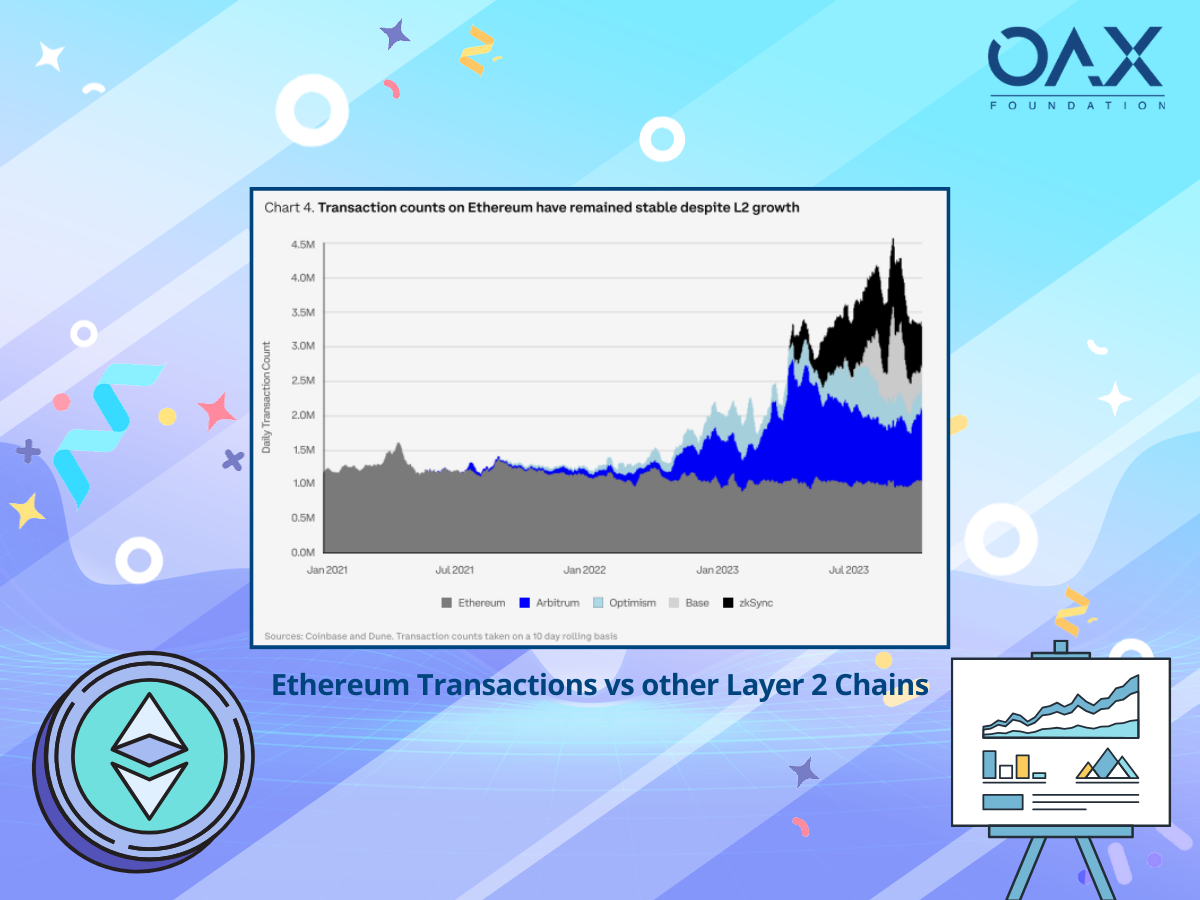 OAX
FOUNDATION
Chart 4. Transaction counts on Ethereum have remained stable despite L2 growth
Daily Transaction Count
4.5M
4.0M
3.5M
3.0M
2.5M
2.0M
1.5M
1.0M
0.5M
0.0M
Jan 2021 Jul 2021 Jan 2022 Jan 2023 Jul 2023
Ethereum Arbitrum Optimism Base zkSync
Sources: Coinbase and Dune. Transaction counts taken on a 10 day rolling basis
Ethereum Transactions vs other Layer 2 Chains